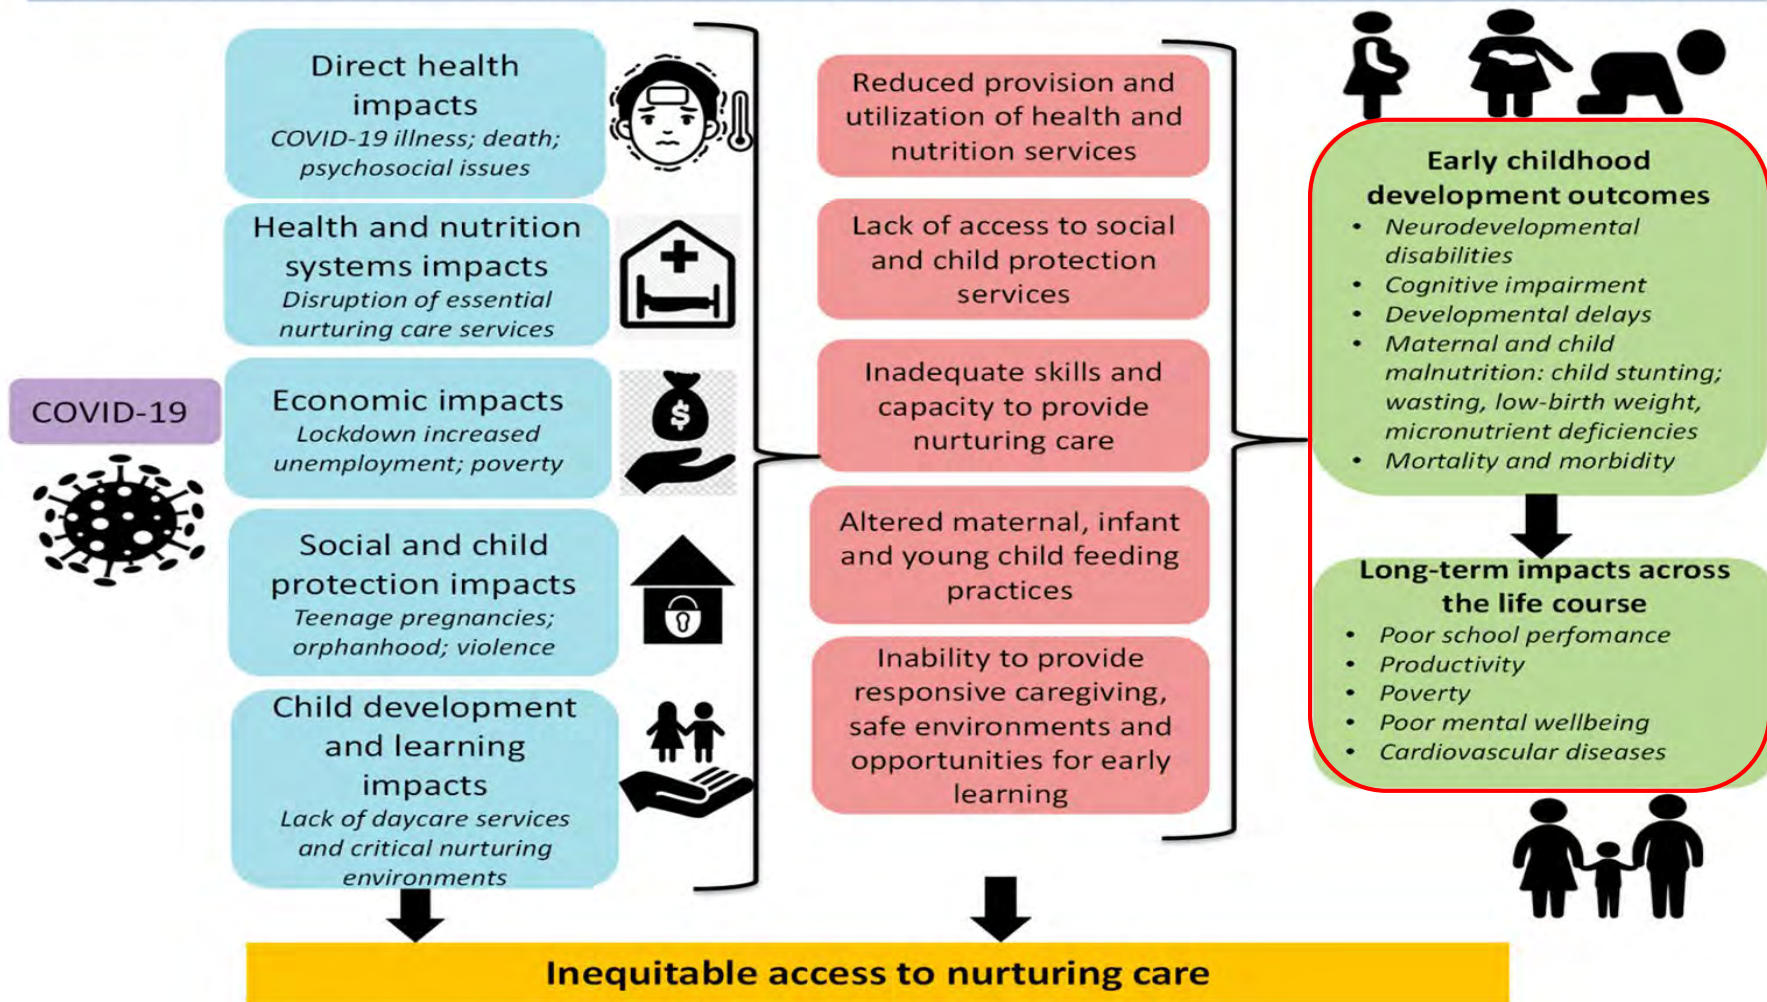 COVID-19
Direct health
impacts
COVID-19 illness; death;
psychosocial issues
Health and nutrition
systems impacts
Disruption of essential
nurturing care services
Economic impacts
Lockdown increased
unemployment; poverty
$
Social and child
protection impacts
Teenage pregnancies;
orphanhood; violence
Child development
and learning
impacts
Lack of daycare services
and critical nurturing
environments
Reduced provision and
utilization of health and
nutrition services
Lack of access to social
and child protection
services
Inadequate skills and
capacity to provide
nurturing care
Altered maternal, infant
and young child feeding
practices
Inability to provide
responsive caregiving,
safe environments and
opportunities for early
learning
Early childhood
development outcomes
• Neurodevelopmental
disabilities
• Cognitive impairment
• Developmental delays
• Maternal and child
malnutrition: child stunting;
wasting, low-birth weight,
micronutrient deficiencies
• Mortality and morbidity
Long-term impacts across
the life course
• Poor school perfomance
• Productivity
• Poverty
• Poor mental wellbeing
• Cardiovascular diseases
Inequitable access to nurturing care